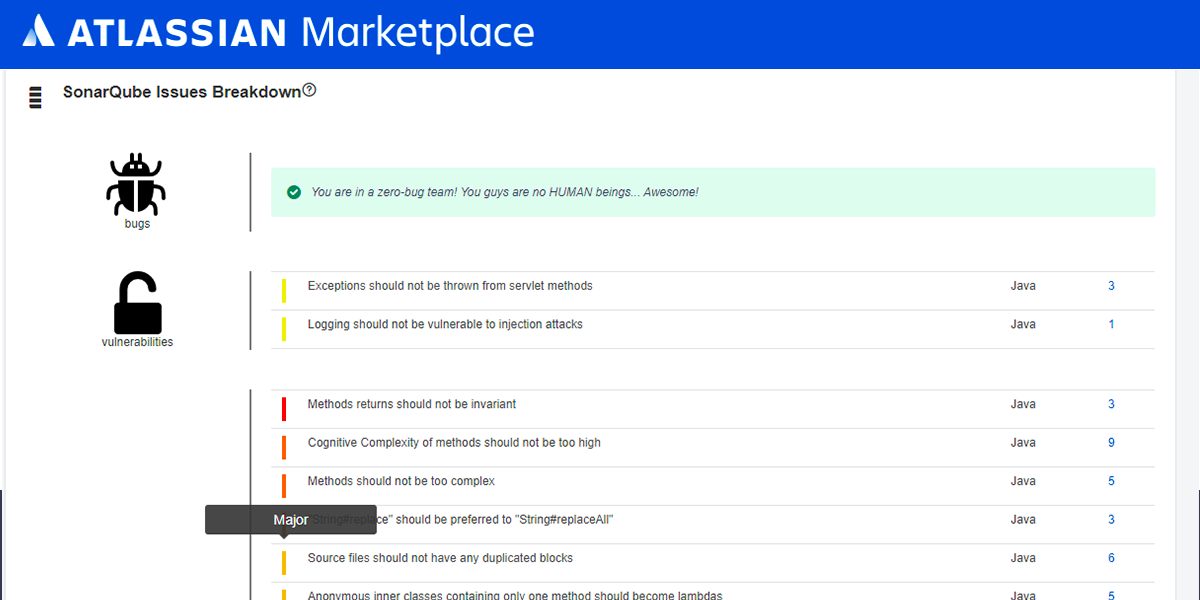 ATLASSIAN Marketplace
SonarQube Issues Breakdown?
bugs
You are in a zero-bug team! You guys are no HUMAN beings... Awesome!
vulnerabilities
Exceptions should not be thrown from servlet methods Java 3
Logging should not be vulnerable to injection attacks Java 1
Methods returns should not be invariant Java 3
Cognitive Complexity of methods should not be too high Java 9
Methods should not be too complex Java 5
Major
"String#replace" should be preferred to "String#replaceAll" Java 3
Source files should not have any duplicated blocks Java 6
Anonymous inner classes containing only one method should become lambdas Java 5